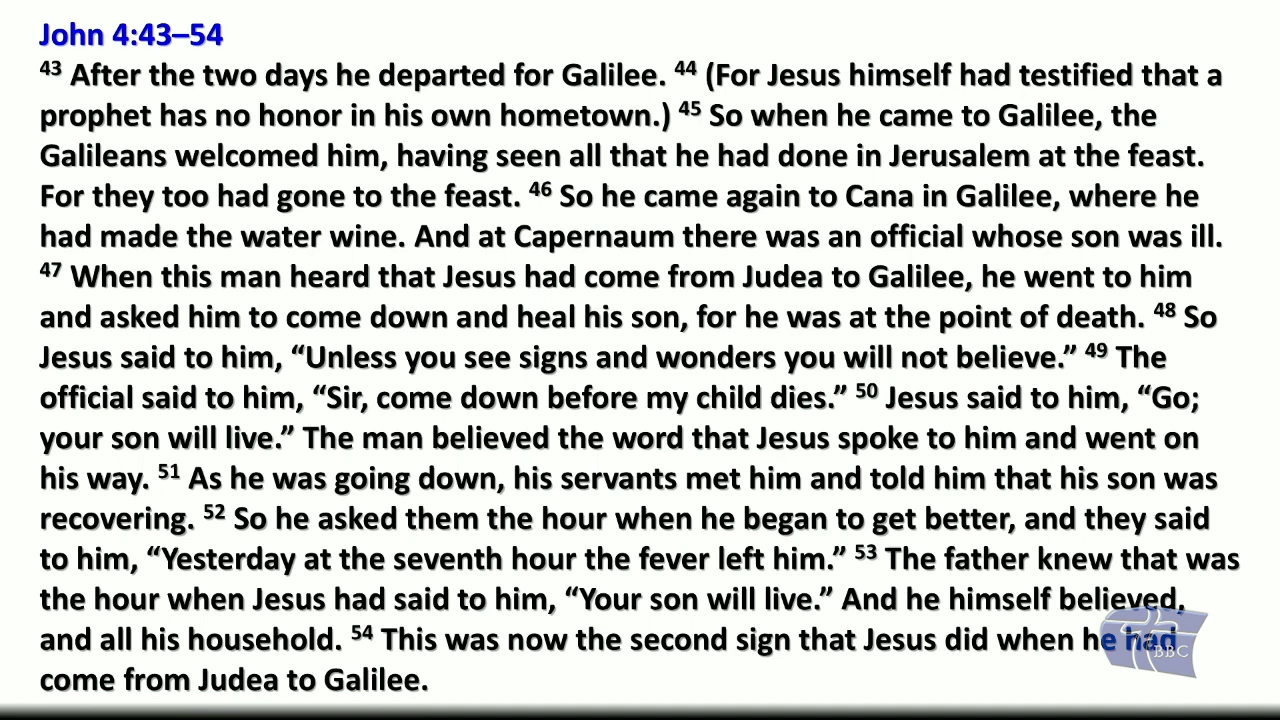 John 4:43–54
43 After the two days he departed for Galilee. 44 (For Jesus himself had testified that a
prophet has no honor in his own hometown.) 45 So when he came to Galilee, the
Galileans welcomed him, having seen all that he had done in Jerusalem at the feast.
For they too had gone to the feast. 46 So he came again to Cana in Galilee, where he
had made the water wine. And at Capernaum there was an official whose son was ill.
47 When this man heard that Jesus had come from Judea to Galilee, he went to him
and asked him to come down and heal his son, for he was at the point of death. 48 So
Jesus said to him, “Unless you see signs and wonders you will not believe.” 49 The
official said to him, “Sir, come down before my child dies.” 50 Jesus said to him, “Go;
your son will live.” The man believed the word that Jesus spoke to him and went on
his way. 51 As he was going down, his servants met him and told him that his son was
recovering. 52 So he asked them the hour when he began to get better, and they said
to him, “Yesterday at the seventh hour the fever left him.” 53 The father knew that was
the hour when Jesus had said to him, “Your son will live.” And he himself believed,
and all his household. 54 This was now the second sign that Jesus did when he had
come from Judea to Galilee.
BBC